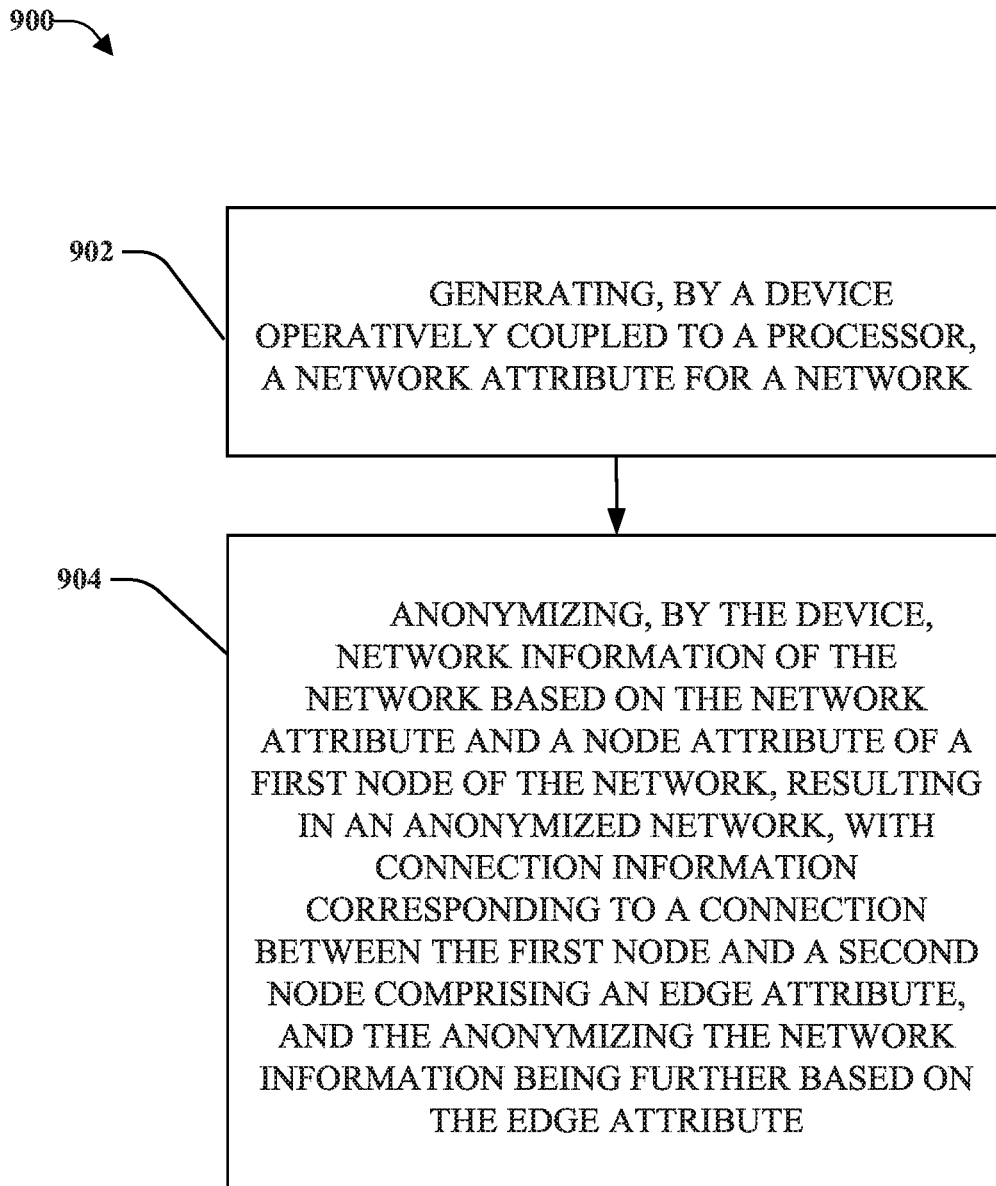 900
902
GENERATING, BY A DEVICE
OPERATIVELY COUPLED TO A PROCESSOR,
A NETWORK ATTRIBUTE FOR A NETWORK
904
ANONYMIZING, BY THE DEVICE,
NETWORK INFORMATION OF THE
NETWORK BASED ON THE NETWORK
ATTRIBUTE AND A NODE ATTRIBUTE OF A
FIRST NODE OF THE NETWORK, RESULTING
IN AN ANONYMIZED NETWORK, WITH
CONNECTION INFORMATION
CORRESPONDING TO A CONNECTION
BETWEEN THE FIRST NODE AND A SECOND
NODE COMPRISING AN EDGE ATTRIBUTE,
AND THE ANONYMIZING THE NETWORK
INFORMATION BEING FURTHER BASED ON
THE EDGE ATTRIBUTE